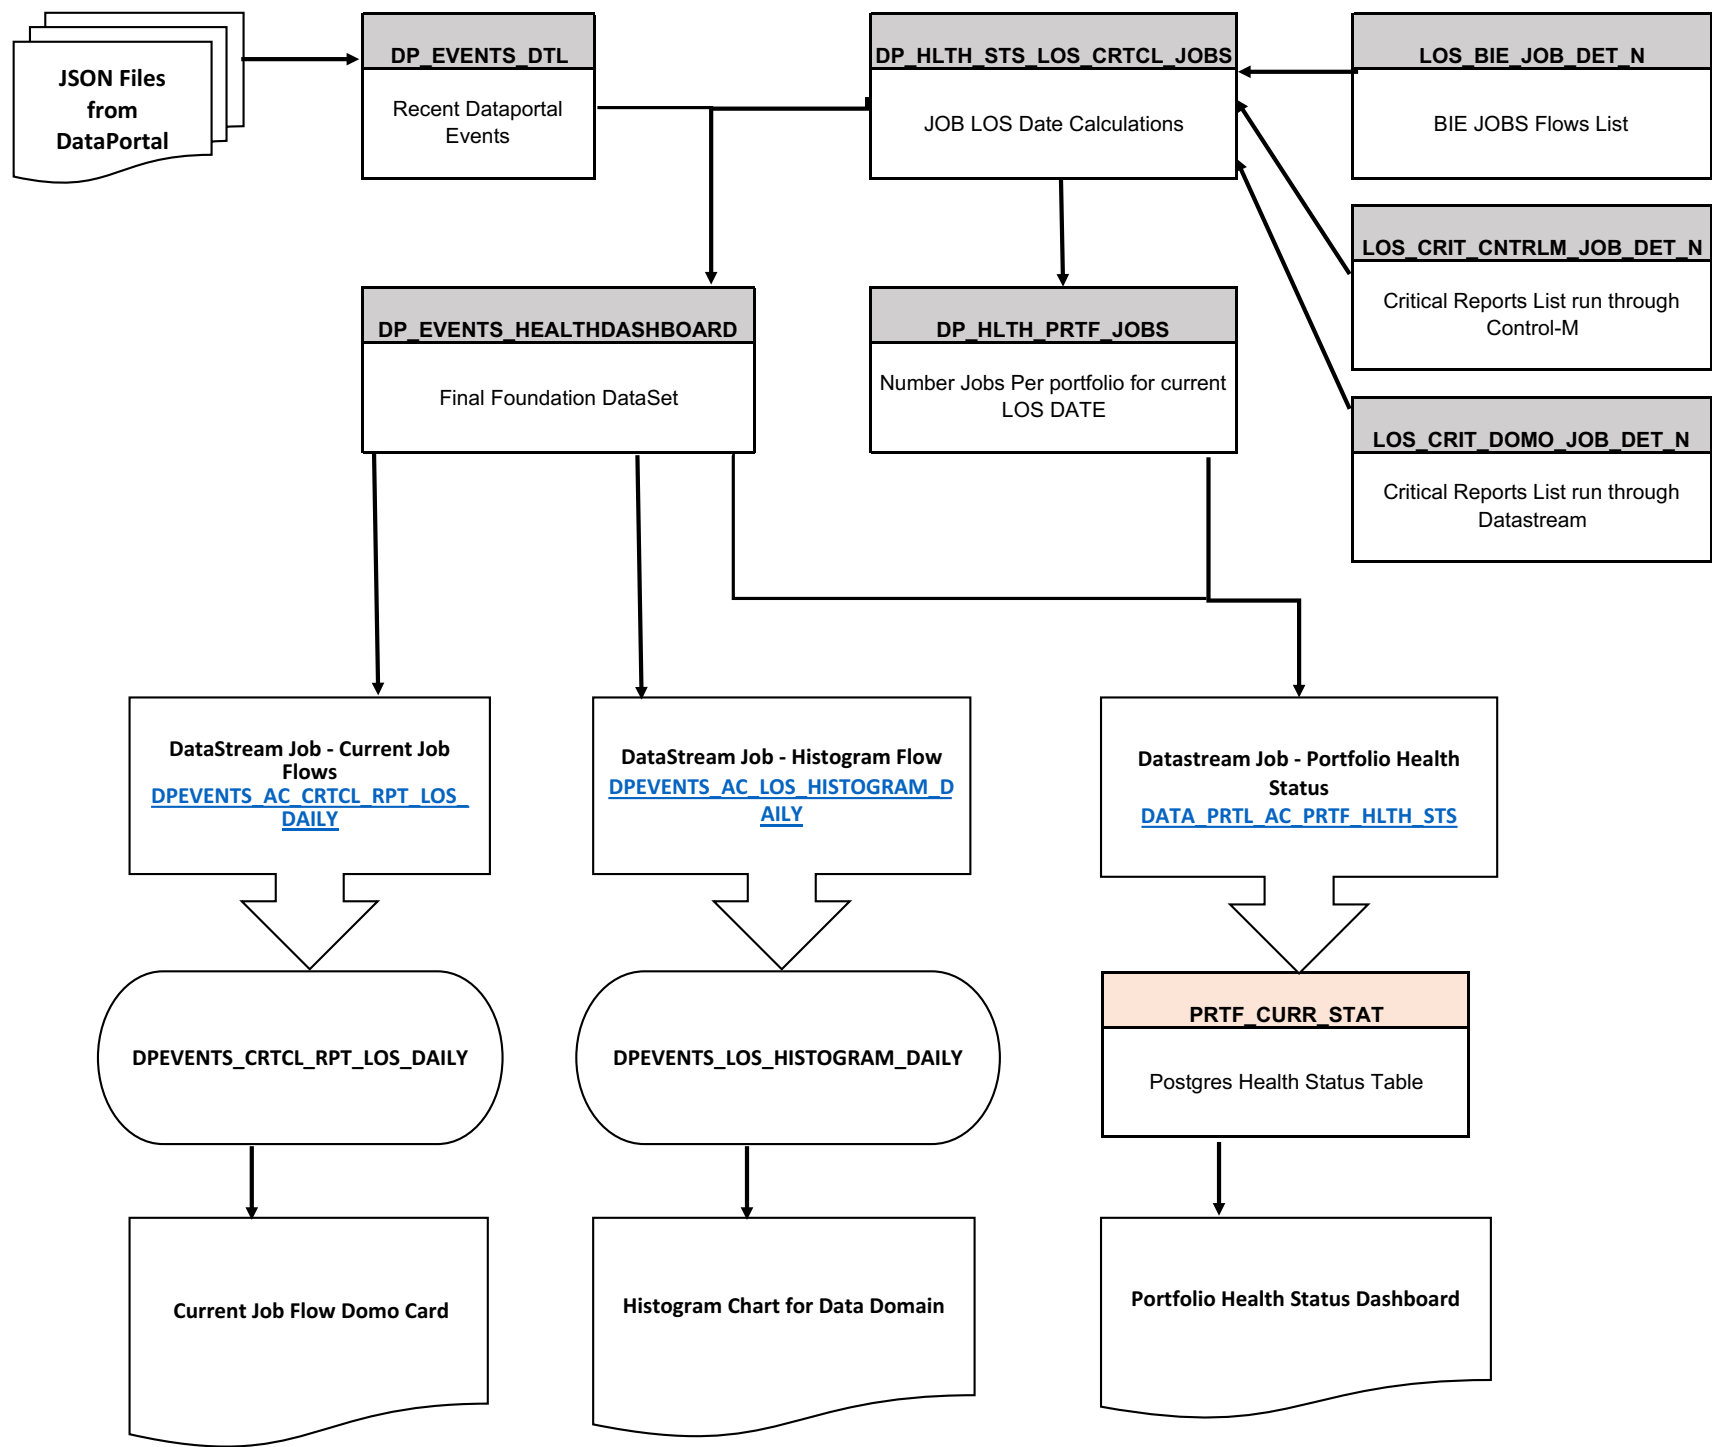 JSON Files
from
DataPortal
DP_EVENTS_DTL
Recent Dataportal
Events
DP_HLTH_STS_LOS_CRTCL_JOBS
JOB LOS Date Calculations
LOS_BIE_JOB_DET_N
BIE JOBS Flows List
LOS_CRIT_CNTRLM_JOB_DET_N
Critical Reports List run through
Control-M
DP_EVENTS_HEALTHDASHBOARD
Final Foundation DataSet
DP_HLTH_PRTF_JOBS
Number Jobs Per portfolio for current
LOS DATE
LOS_CRIT_DOMO_JOB_DET_N
Critical Reports List run through
Datastream
DataStream Job - Current Job
Flows
DPEVENTS_AC_CRTCL_RPT_LOS_
DAILY
DataStream Job - Histogram Flow
DPEVENTS_AC_LOS_HISTOGRAM_D
AILY
Datastream Job - Portfolio Health
Status
DATA_PRTL_AC_PRTF_HLTH_STS
DPEVENTS_CRTCL_RPT_LOS_DAILY
DPEVENTS_LOS_HISTOGRAM_DAILY
PRTF_CURR_STAT
Postgres Health Status Table
Current Job Flow Domo Card
Histogram Chart for Data Domain
Portfolio Health Status Dashboard